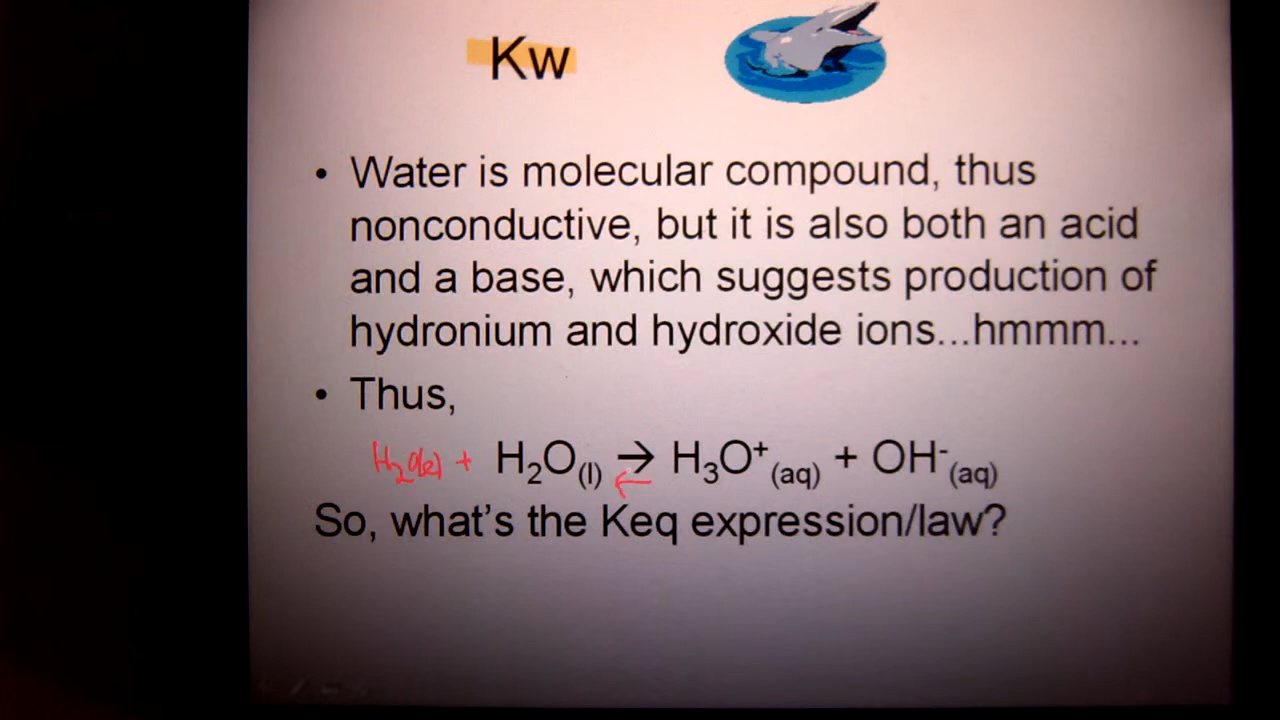 Kw
• Water is molecular compound, thus
nonconductive, but it is also both an acid
and a base, which suggests production of
hydronium and hydroxide ions...hmmm...
• Thus,
H₂O(l) + H₂O(l) → ← H₃O⁺(aq) + OH⁻(aq)
So, what's the Keq expression/law?